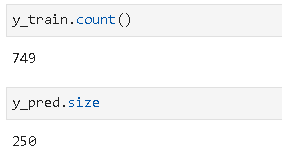 y_train.count()
749
y_pred.size
250